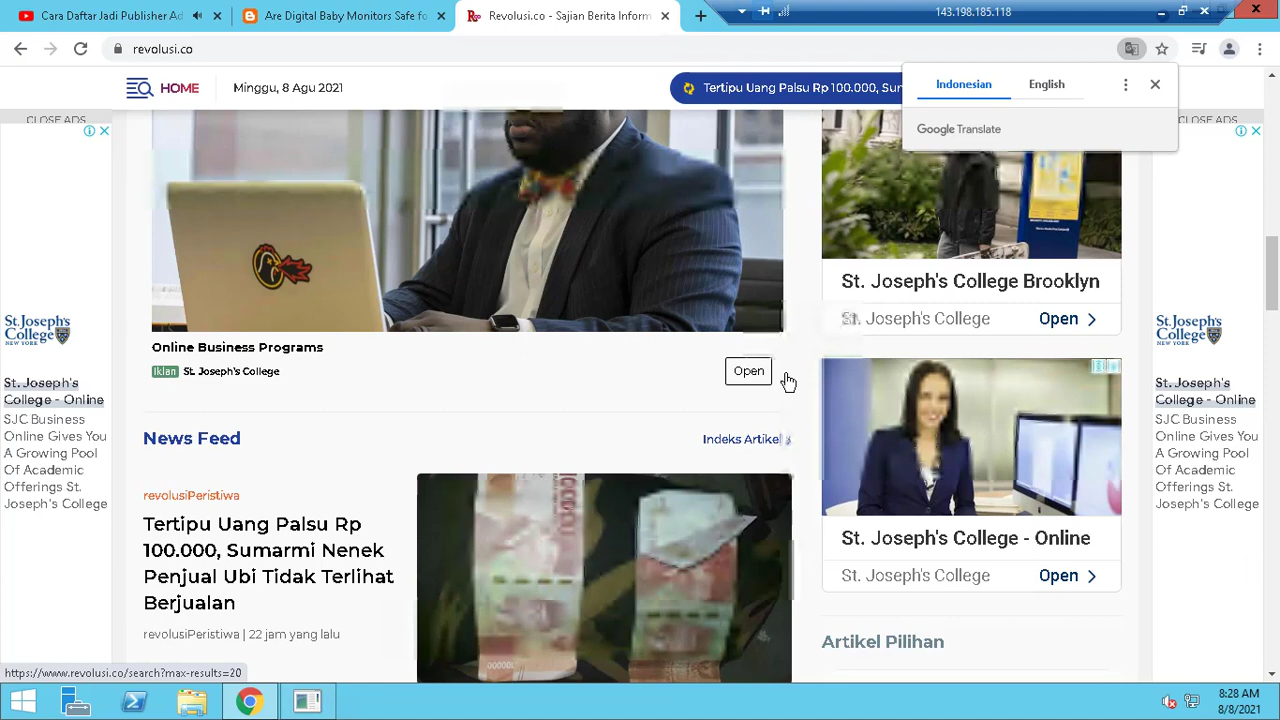 Cara Daftar Jadi Publisher Ad
Are Digital Baby Monitors Safe fo
Revolusi.co - Sajian Berita Inform
143.198.185.118
revolusi.co
HOME
Minggu, 8 Agu 2021
Tertipu Uang Palsu Rp 100.000, Su
Indonesian
English
Google Translate
CLOSE ADS
CLOSE ADS
St. Joseph's College Brooklyn
St. Joseph's College
Open
Online Business Programs
Iklan St. Joseph's College
Open
News Feed
Indeks Artikel
revolusiPeristiwa
Tertipu Uang Palsu Rp
100.000, Sumarmi Nenek
Penjual Ubi Tidak Terlihat
Berjualan
revolusiPeristiwa | 22 jam yang lalu
St. Joseph's College - Online
St. Joseph's College
Open
Artikel Pilihan
St. Joseph's
College
NEW YORK
St. Joseph's
College - Online
SJC Business
Online Gives You
A Growing Pool
Of Academic
Offerings St.
Joseph's College
St. Joseph's
College
NEW YORK
St. Joseph's
College - Online
SJC Business
Online Gives You
A Growing Pool
Of Academic
Offerings St.
Joseph's College
https://www.revolusi.co/search?max-results=20
8:28 AM
8/8/2021